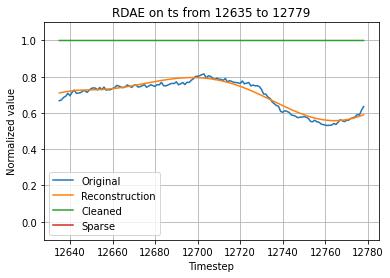 RDAE on ts from 12635 to 12779
Normalized value
1.0
0.8
0.6
0.4
0.2
0.0
Original
Reconstruction
Cleaned
Sparse
12640 12660 12680 12700 12720 12740 12760 12780
Timestep